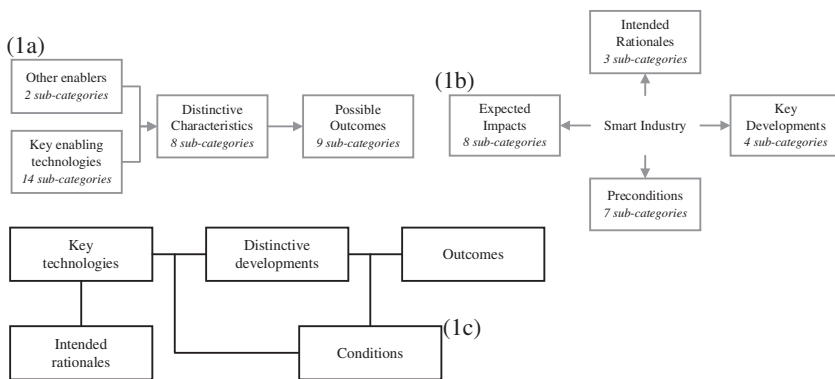 (1a)
Other enablers
2 sub-categories
Key enabling
technologies
14 sub-categories
Distinctive
Characteristics
8 sub-categories
Possible
Outcomes
9 sub-categories
(1b)
Intended
Rationales
3 sub-categories
Expected
Impacts
8 sub-categories
Smart Industry
Key
Developments
4 sub-categories
Preconditions
7 sub-categories
Key
technologies
Distinctive
developments
Outcomes
Intended
rationales
Conditions
(1c)